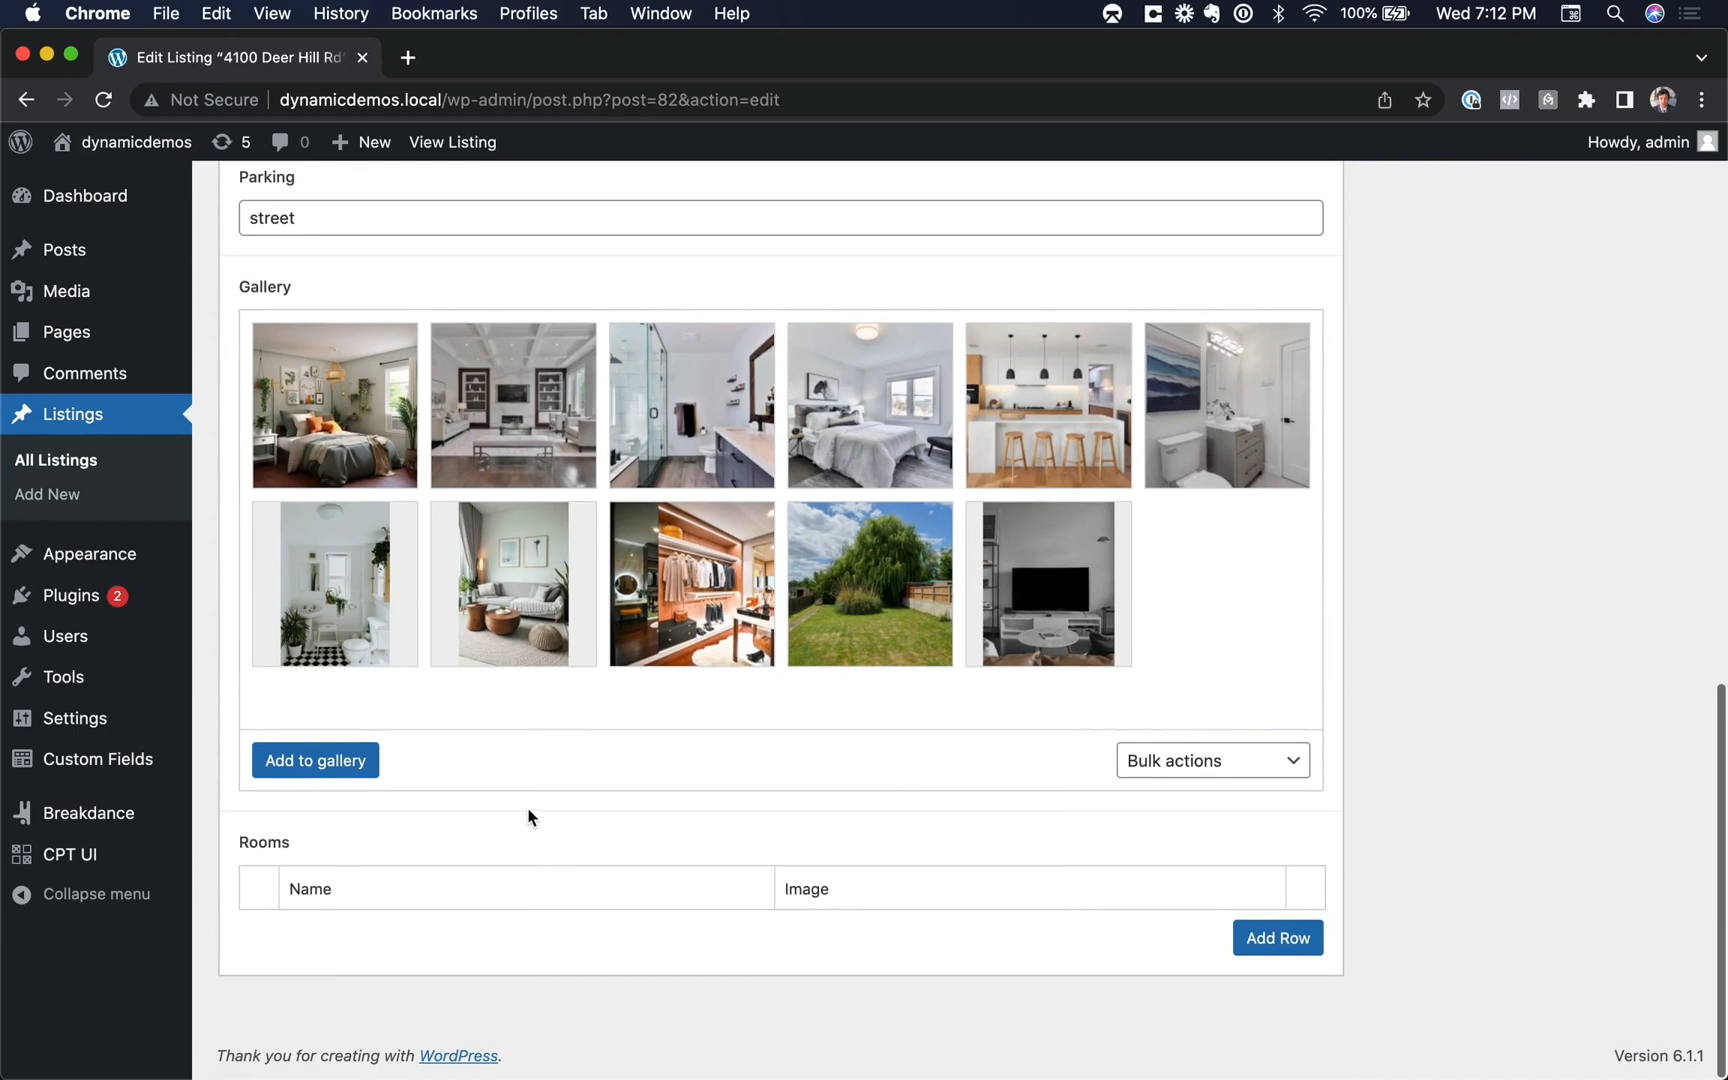 Chrome File Edit View History Bookmarks Profiles Tab Window Help 100% Wed 7:12 PM
Edit Listing “4100 Deer Hill Rd”
Not Secure dynamicdemos.local/wp-admin/post.php?post=82&action=edit
dynamicdemos 5 0 New View Listing Howdy, admin
Dashboard
Posts
Media
Pages
Comments
Listings
All Listings
Add New
Appearance
Plugins 2
Users
Tools
Settings
Custom Fields
Breakdance
CPT UI
Collapse menu
Parking
street
Gallery
Add to gallery Bulk actions
Rooms
Name Image
Add Row
Thank you for creating with WordPress. Version 6.1.1